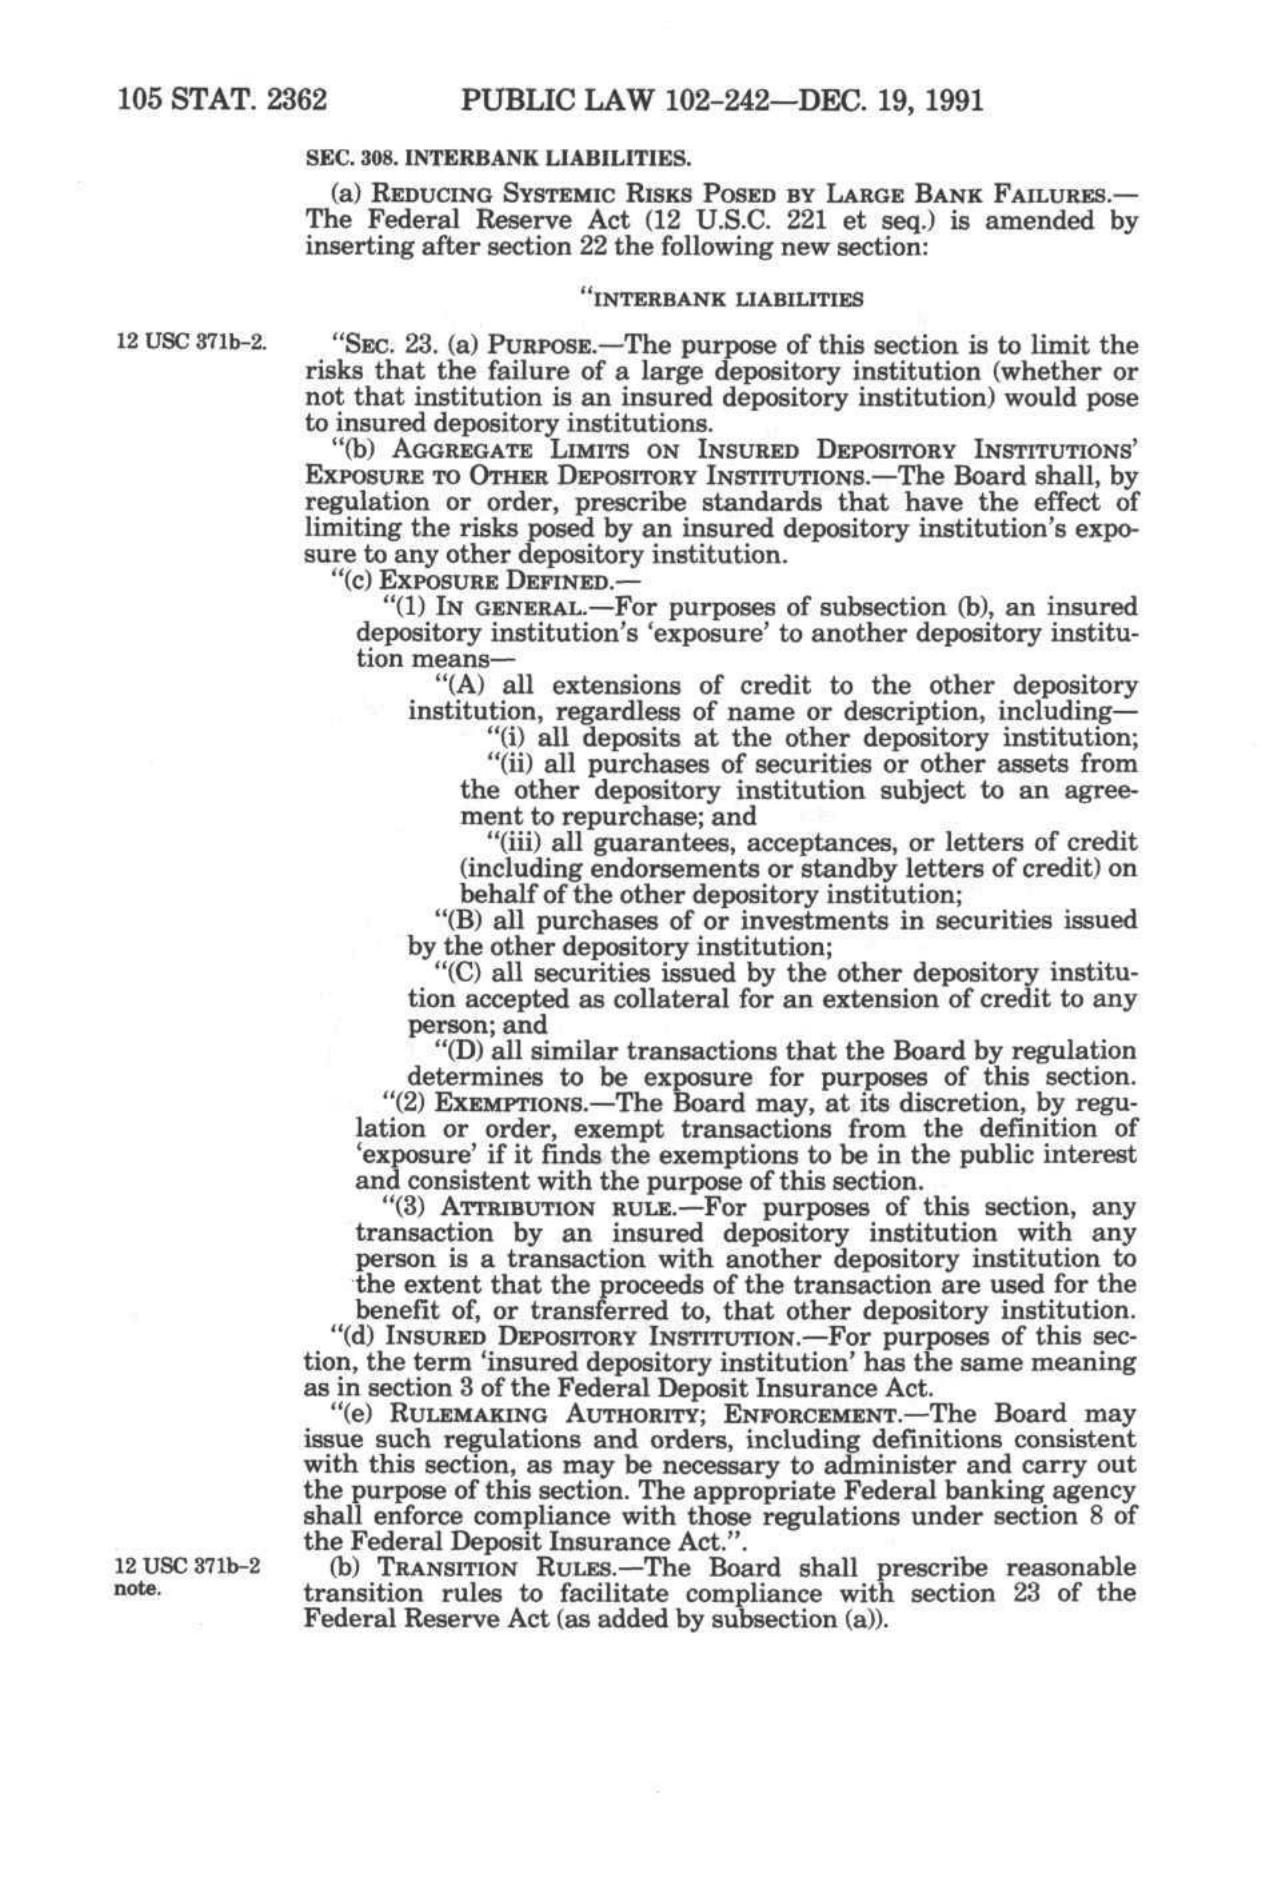 105 STAT. 2362 PUBLIC LAW 102-242—DEC. 19, 1991
SEC. 308. INTERBANK LIABILITIES.
(a) REDUCING SYSTEMIC RISKS POSED BY LARGE BANK FAILURES.—
The Federal Reserve Act (12 U.S.C. 221 et seq.) is amended by
inserting after section 22 the following new section:
“INTERBANK LIABILITIES
12 USC 371b-2.
“SEC. 23. (a) PURPOSE.—The purpose of this section is to limit the
risks that the failure of a large depository institution (whether or
not that institution is an insured depository institution) would pose
to insured depository institutions.
“(b) AGGREGATE LIMITS ON INSURED DEPOSITORY INSTITUTIONS’
EXPOSURE TO OTHER DEPOSITORY INSTITUTIONS.—The Board shall, by
regulation or order, prescribe standards that have the effect of
limiting the risks posed by an insured depository institution’s expo-
sure to any other depository institution.
“(c) EXPOSURE DEFINED.—
“(1) IN GENERAL.—For purposes of subsection (b), an insured
depository institution’s ‘exposure’ to another depository institu-
tion means—
“(A) all extensions of credit to the other depository
institution, regardless of name or description, including—
“(i) all deposits at the other depository institution;
“(ii) all purchases of securities or other assets from
the other depository institution subject to an agree-
ment to repurchase; and
“(iii) all guarantees, acceptances, or letters of credit
(including endorsements or standby letters of credit) on
behalf of the other depository institution;
“(B) all purchases of or investments in securities issued
by the other depository institution;
“(C) all securities issued by the other depository institu-
tion accepted as collateral for an extension of credit to any
person; and
“(D) all similar transactions that the Board by regulation
determines to be exposure for purposes of this section.
“(2) EXEMPTIONS.—The Board may, at its discretion, by regu-
lation or order, exempt transactions from the definition of
‘exposure’ if it finds the exemptions to be in the public interest
and consistent with the purpose of this section.
“(3) ATTRIBUTION RULE.—For purposes of this section, any
transaction by an insured depository institution with any
person is a transaction with another depository institution to
the extent that the proceeds of the transaction are used for the
benefit of, or transferred to, that other depository institution.
“(d) INSURED DEPOSITORY INSTITUTION.—For purposes of this sec-
tion, the term ‘insured depository institution’ has the same meaning
as in section 3 of the Federal Deposit Insurance Act.
“(e) RULEMAKING AUTHORITY; ENFORCEMENT.—The Board may
issue such regulations and orders, including definitions consistent
with this section, as may be necessary to administer and carry out
the purpose of this section. The appropriate Federal banking agency
shall enforce compliance with those regulations under section 8 of
the Federal Deposit Insurance Act.”.
12 USC 371b-2
note.
(b) TRANSITION RULES.—The Board shall prescribe reasonable
transition rules to facilitate compliance with section 23 of the
Federal Reserve Act (as added by subsection (a)).